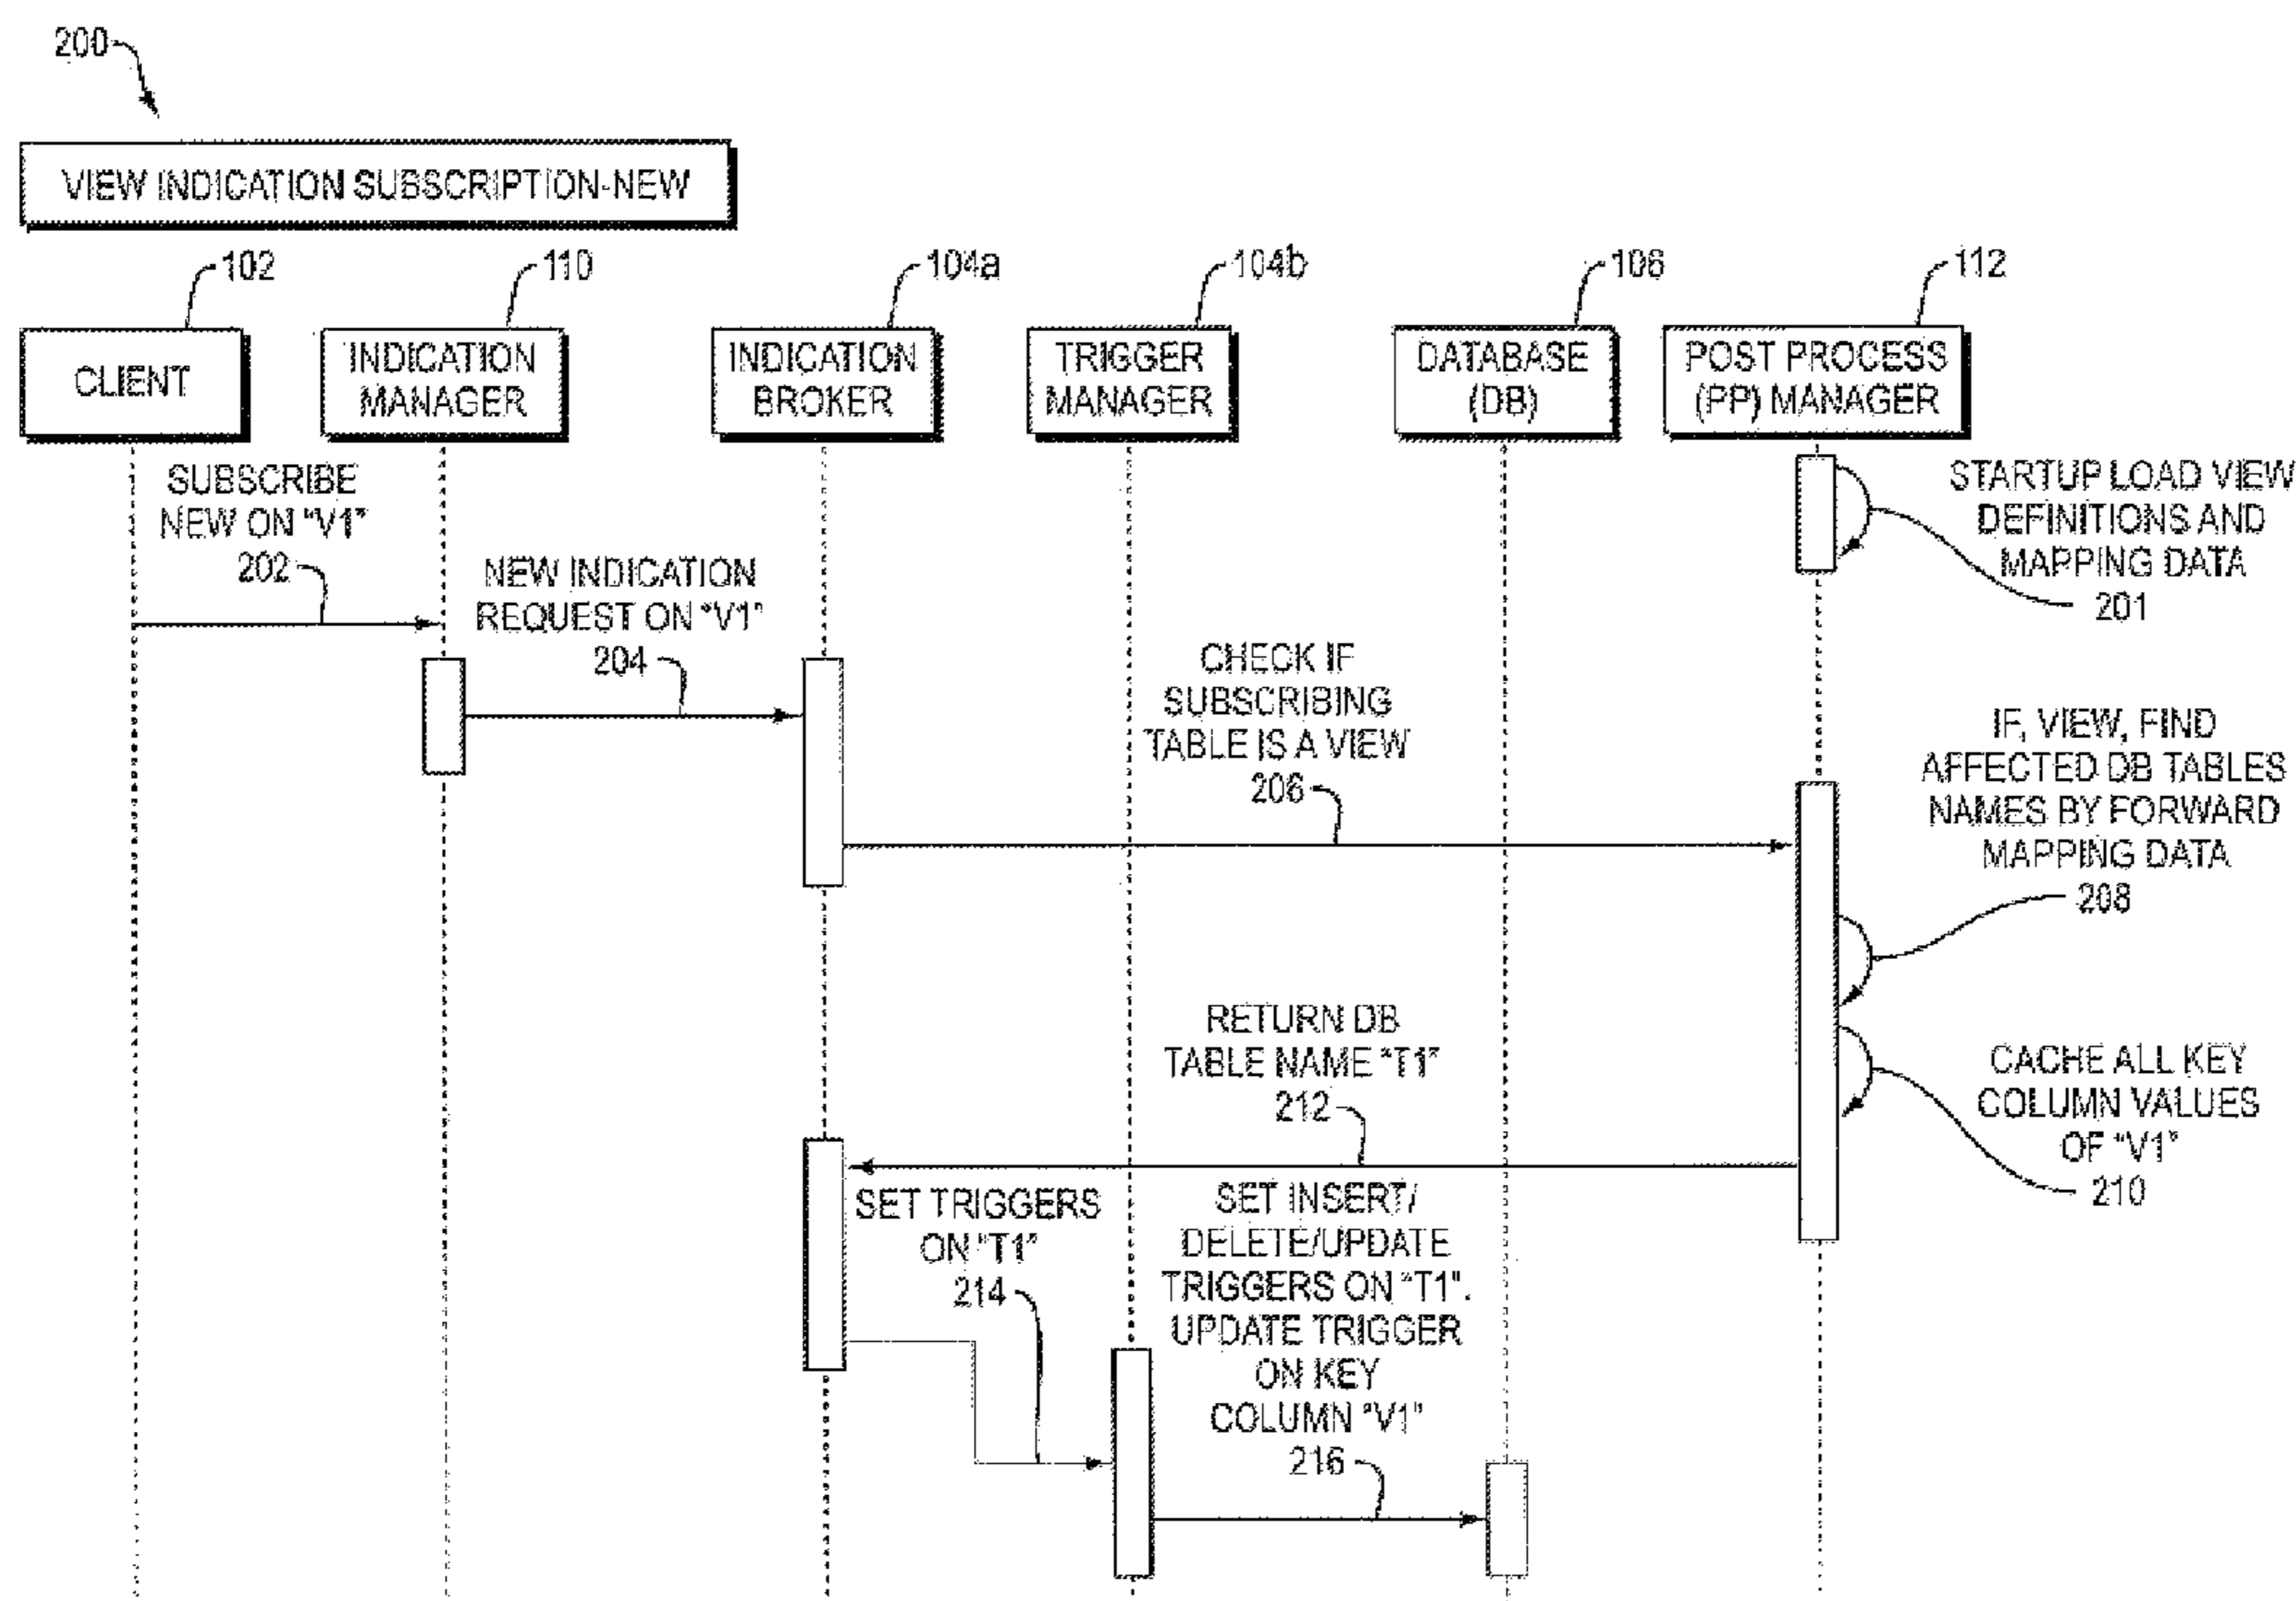 200
VIEW INDICATION SUBSCRIPTION-NEW
102
110
104a
104b
106
112
CLIENT
INDICATION
MANAGER
INDICATION
BROKER
TRIGGER
MANAGER
DATABASE
(DB)
POST PROCESS
(PP) MANAGER
SUBSCRIBE
NEW ON "V1"
202
STARTUP LOAD VIEW
DEFINITIONS AND
MAPPING DATA
201
NEW INDICATION
REQUEST ON "V1"
204
CHECK IF
SUBSCRIBING
TABLE IS A VIEW
206
IF, VIEW, FIND
AFFECTED DB TABLES
NAMES BY FORWARD
MAPPING DATA
208
RETURN DB
TABLE NAME "T1"
212
CACHE ALL KEY
COLUMN VALUES
OF "V1"
210
SET TRIGGERS
ON "T1"
214
SET INSERT/
DELETE/UPDATE
TRIGGERS ON "T1".
UPDATE TRIGGER
ON KEY
COLUMN "V1"
216